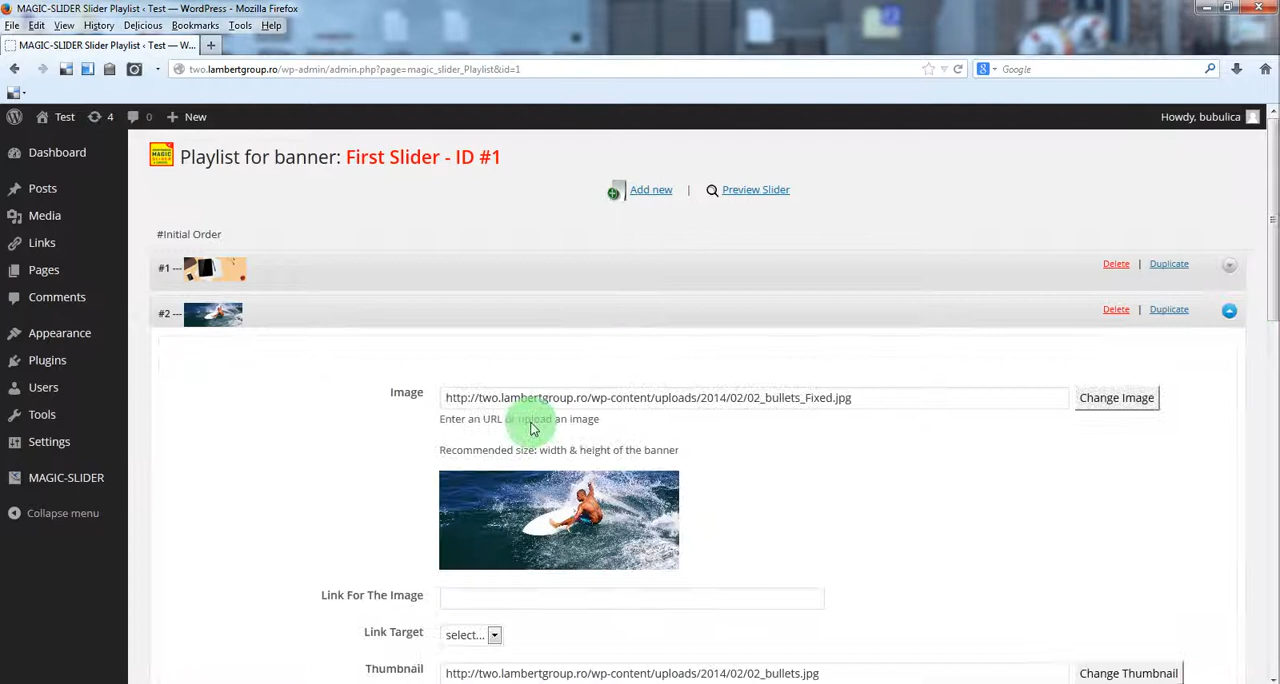 MAGIC-SLIDER Slider Playlist ‹ Test — WordPress - Mozilla Firefox
File Edit View History Delicious Bookmarks Tools Help
MAGIC-SLIDER Slider Playlist ‹ Test — W...
two.lambertgroup.ro/wp-admin/admin.php?page=magic_slider_Playlist&id=1
Google
Test 4 0 New Howdy, bubulica
Playlist for banner: First Slider - ID #1
Add new | Preview Slider
#Initial Order
#1 --- Delete | Duplicate
#2 --- Delete | Duplicate
Dashboard
Posts
Media
Links
Pages
Comments
Appearance
Plugins
Users
Tools
Settings
MAGIC-SLIDER
Collapse menu
Image http://two.lambertgroup.ro/wp-content/uploads/2014/02/02_bullets_Fixed.jpg Change Image
Enter an URL or upload an image
Recommended size: width & height of the banner
Link For The Image
Link Target select...
Thumbnail http://two.lambertgroup.ro/wp-content/uploads/2014/02/02_bullets.jpg Change Thumbnail